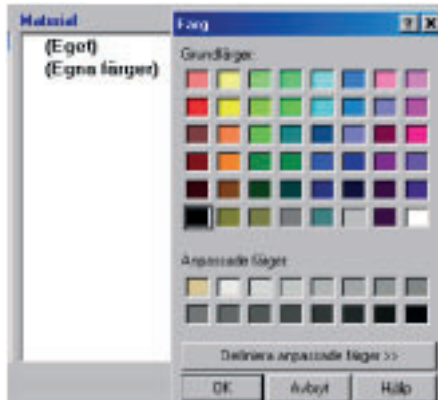 Material
(Eget)
(Egna färger)
Färg
Grundfärger:
Anpassade färger:
Definiera anpassade färger >>
OK
Avbryt
Hjälp